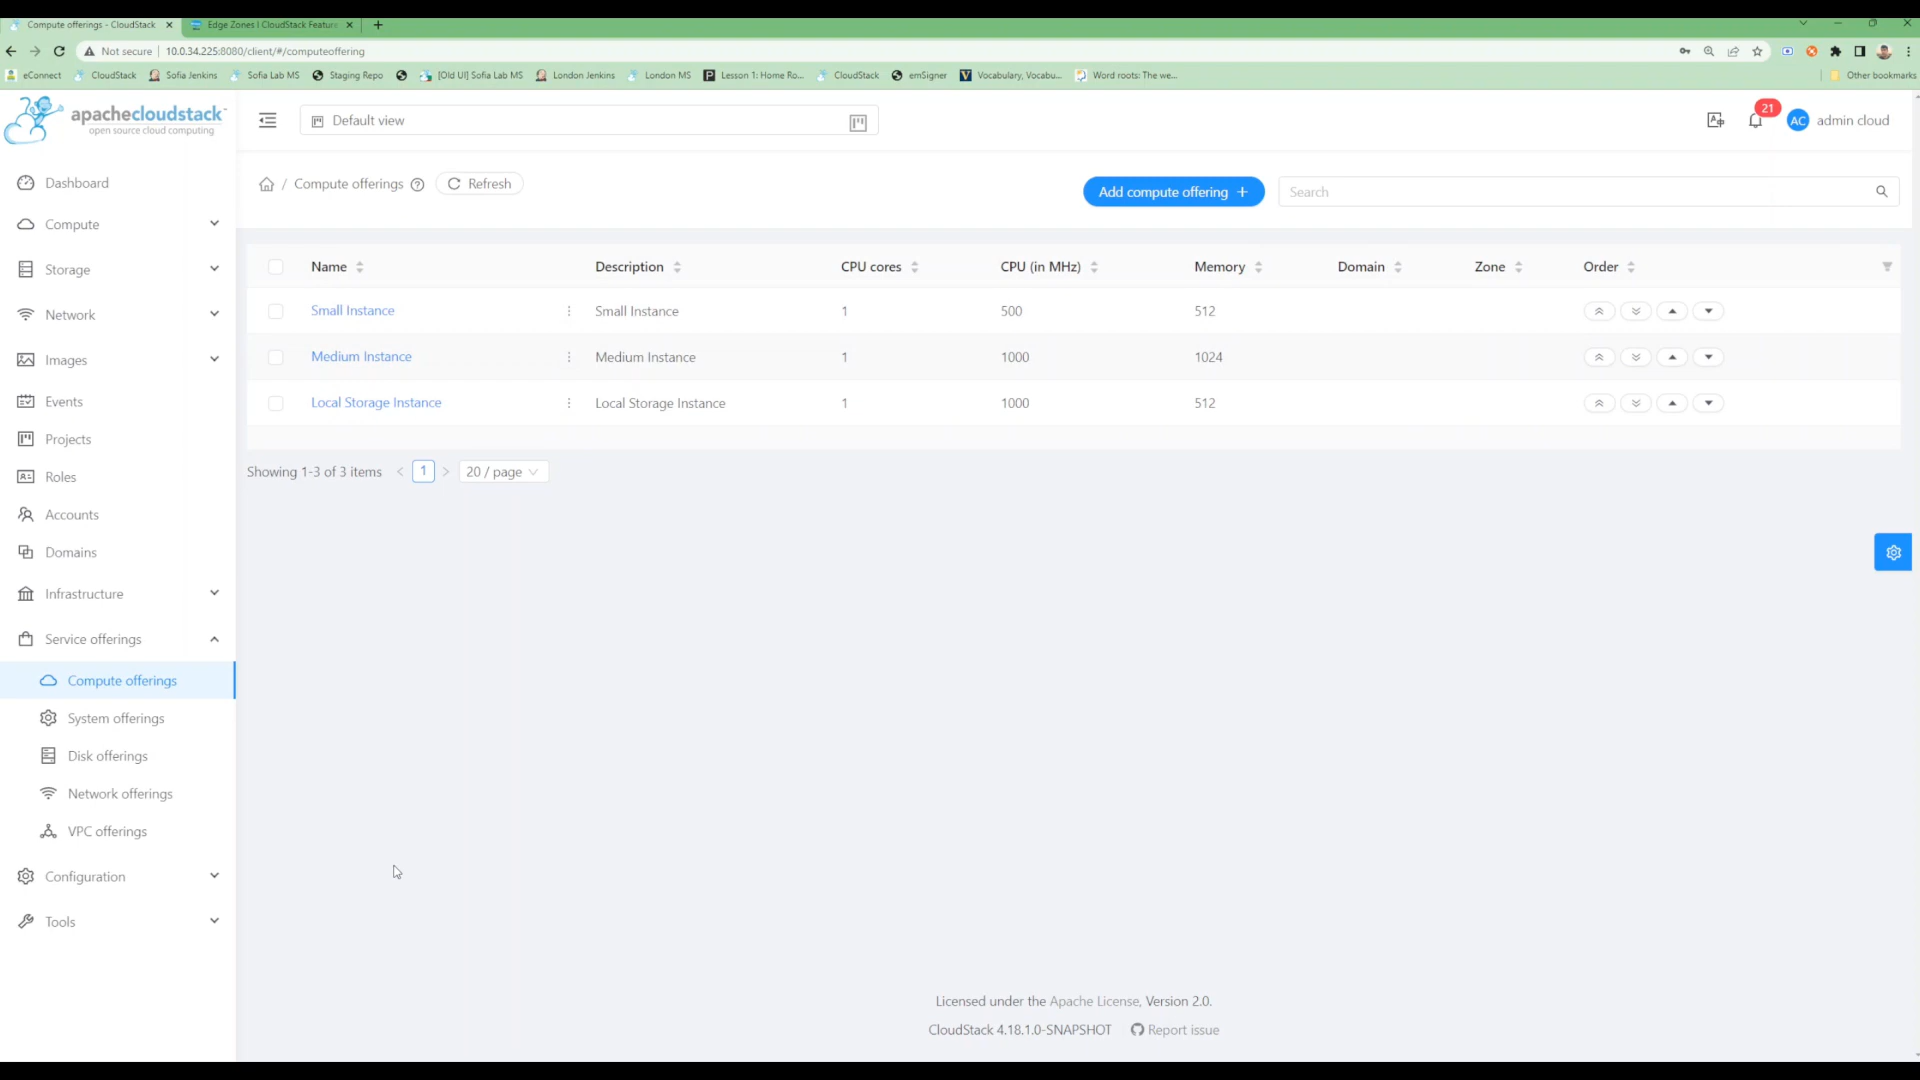 Compute offerings - CloudStack
Edge Zones | CloudStack Feature
Not secure
10.0.34.225:8080/client/#/computeoffering
eConnect
CloudStack
Sofia Jenkins
Sofia Lab MS
Staging Repo
[Old UI] Sofia Lab MS
London Jenkins
London MS
Lesson 1: Home Ro...
CloudStack
emSigner
Vocabulary, Vocabu...
Word roots: The we...
Other bookmarks
apachecloudstack
open source cloud computing
Default view
21
AC
admin cloud
/ Compute offerings
Refresh
Add compute offering +
Search
Dashboard
Compute
Storage
Network
Images
Events
Projects
Roles
Accounts
Domains
Infrastructure
Service offerings
Compute offerings
System offerings
Disk offerings
Network offerings
VPC offerings
Configuration
Tools
Name Description CPU cores CPU (in MHz) Memory Domain Zone Order
Small Instance Small Instance 1 500 512
Medium Instance Medium Instance 1 1000 1024
Local Storage Instance Local Storage Instance 1 1000 512
Showing 1-3 of 3 items < 1 > 20 / page
Licensed under the Apache License, Version 2.0.
CloudStack 4.18.1.0-SNAPSHOT Report issue